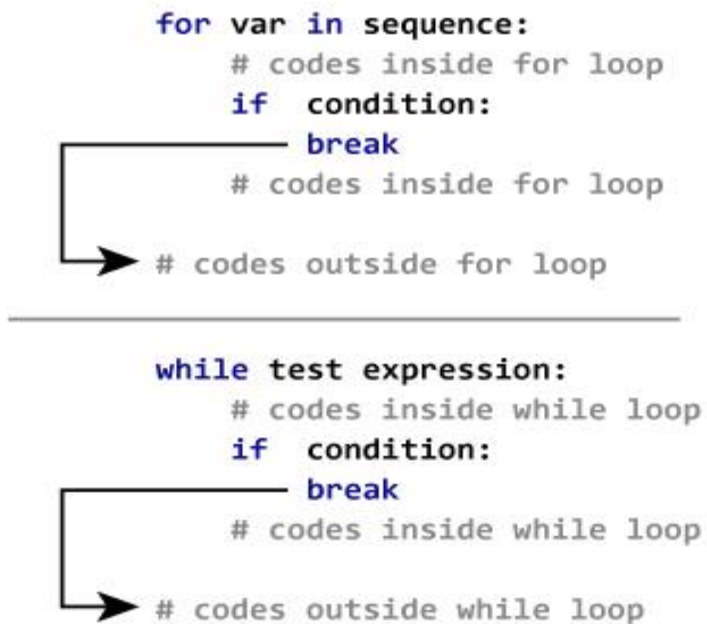 for var in sequence:
# codes inside for loop
if condition:
break
# codes inside for loop
# codes outside for loop
while test expression:
# codes inside while loop
if condition:
break
# codes inside while loop
# codes outside while loop